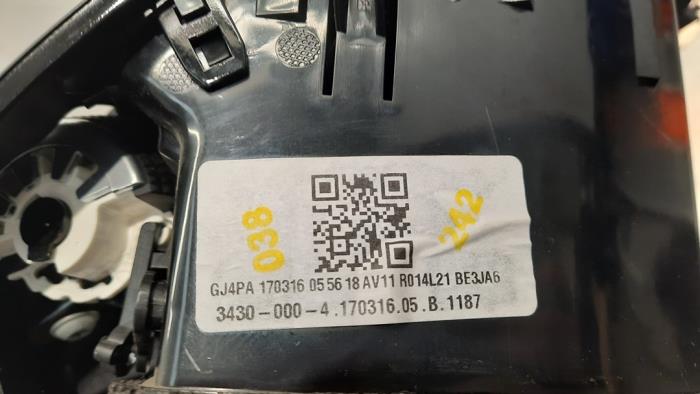 038
242
GJ4PA 170316 05 56 18 AV11 R014L21 BE3JA6
3430-000-4.170316.05.B.1187